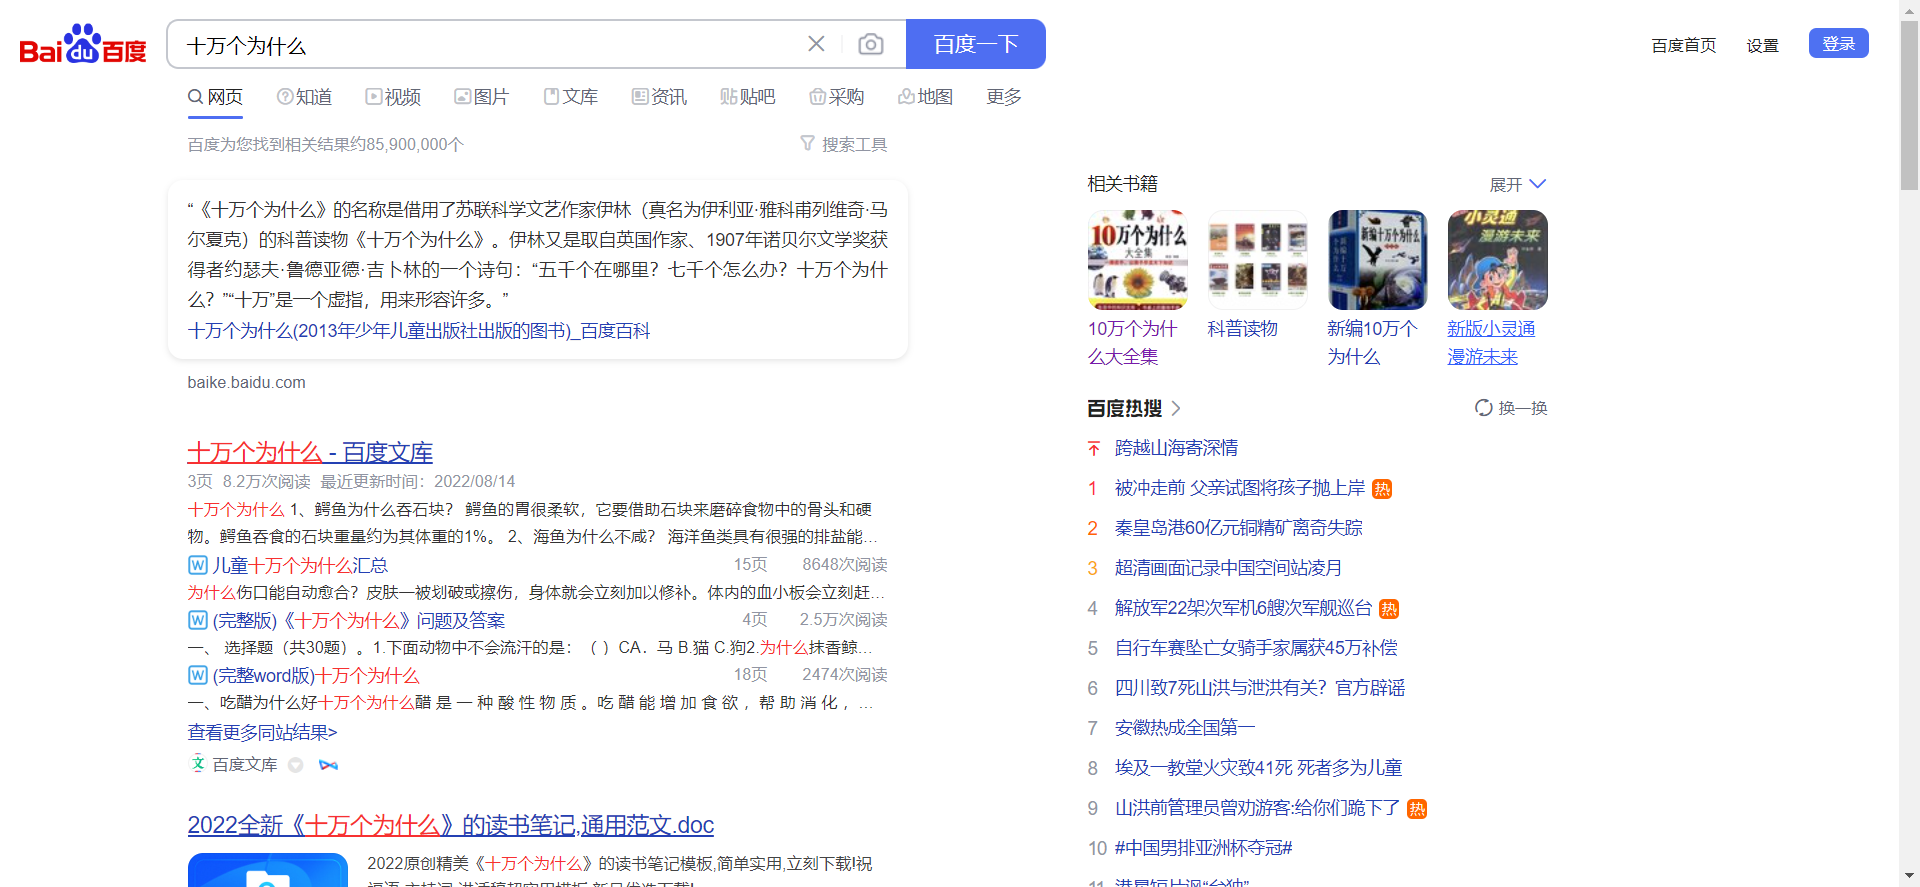 Bai du 百度
十万个为什么
百度一下
百度首页
设置
登录
网页
知道
视频
图片
文库
资讯
贴吧
采购
地图
更多
百度为您找到相关结果约85,900,000个
搜索工具
“《十万个为什么》的名称是借用了苏联科学文艺作家伊林（真名为伊利亚·雅科甫列维奇·马
尔夏克）的科普读物《十万个为什么》。伊林又是取自英国作家、1907年诺贝尔文学奖获
得者约瑟夫·鲁德亚德·吉卜林的一个诗句：“五千个在哪里？七千个怎么办？十万个为什
么？”“十万”是一个虚指，用来形容许多。”
十万个为什么(2013年少年儿童出版社出版的图书)_百度百科
baike.baidu.com
十万个为什么 - 百度文库
3页 8.2万次阅读 最近更新时间：2022/08/14
十万个为什么 1、鳄鱼为什么吞石块？ 鳄鱼的胃很柔软，它要借助石块来磨碎食物中的骨头和硬
物。鳄鱼吞食的石块重量约为其体重的1%。 2、海鱼为什么不咸？ 海洋鱼类具有很强的排盐能...
W 儿童十万个为什么汇总 15页 8648次阅读
为什么伤口能自动愈合？皮肤一被划破或擦伤，身体就会立刻加以修补。体内的血小板会立刻赶...
W (完整版)《十万个为什么》问题及答案 4页 2.5万次阅读
一、 选择题（共30题）。1.下面动物中不会流汗的是：（ ）CA．马 B.猫 C.狗2.为什么抹香鲸...
W (完整word版)十万个为什么 18页 2474次阅读
一、吃醋为什么好十万个为什么醋 是 一 种 酸 性 物 质 。吃 醋 能 增 加 食 欲 ，帮 助 消 化 ， ...
查看更多同站结果>
文 百度文库
2022全新《十万个为什么》的读书笔记,通用范文.doc
2022原创精美《十万个为什么》的读书笔记模板,简单实用,立刻下载!祝
相关书籍
展开
10万个为什么
大全集
新编十万个为什么
小灵通
漫游未来
10万个为什
么大全集
科普读物
新编10万个
为什么
新版小灵通
漫游未来
百度热搜
换一换
跨越山海寄深情
1 被冲走前 父亲试图将孩子抛上岸 热
2 秦皇岛港60亿元铜精矿离奇失踪
3 超清画面记录中国空间站凌月
4 解放军22架次军机6艘次军舰巡台 热
5 自行车赛坠亡女骑手家属获45万补偿
6 四川致7死山洪与泄洪有关？官方辟谣
7 安徽热成全国第一
8 埃及一教堂火灾致41死 死者多为儿童
9 山洪前管理员曾劝游客:给你们跪下了 热
10 #中国男排亚洲杯夺冠#